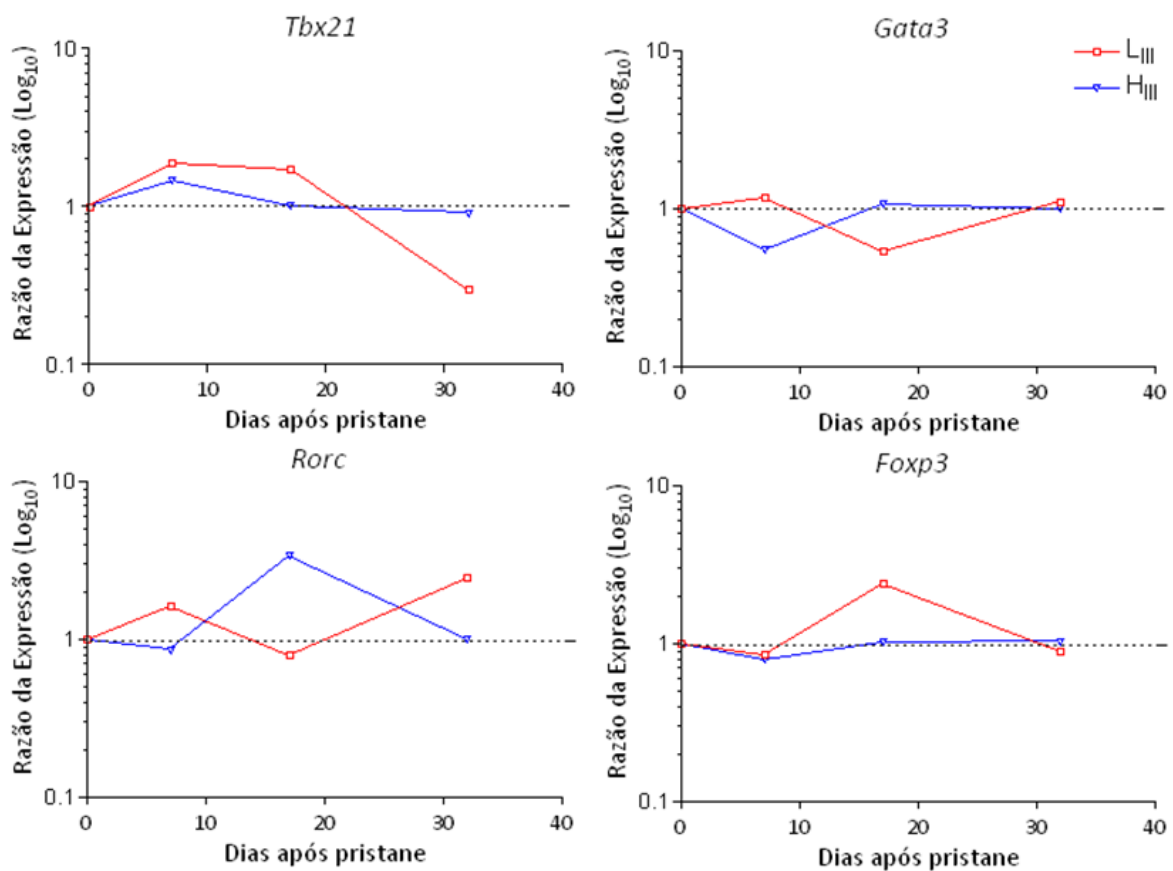 Tbx21
Razão da Expressão (Log10)
10
1
0.1
0 10 20 30 40
Dias após pristane
Gata3
Razão da Expressão (Log10)
10
1
0.1
0 10 20 30 40
Dias após pristane
LIII
HIII
Rorc
Razão da Expressão (Log10)
10
1
0.1
0 10 20 30 40
Dias após pristane
Foxp3
Razão da Expressão (Log10)
10
1
0.1
0 10 20 30 40
Dias após pristane